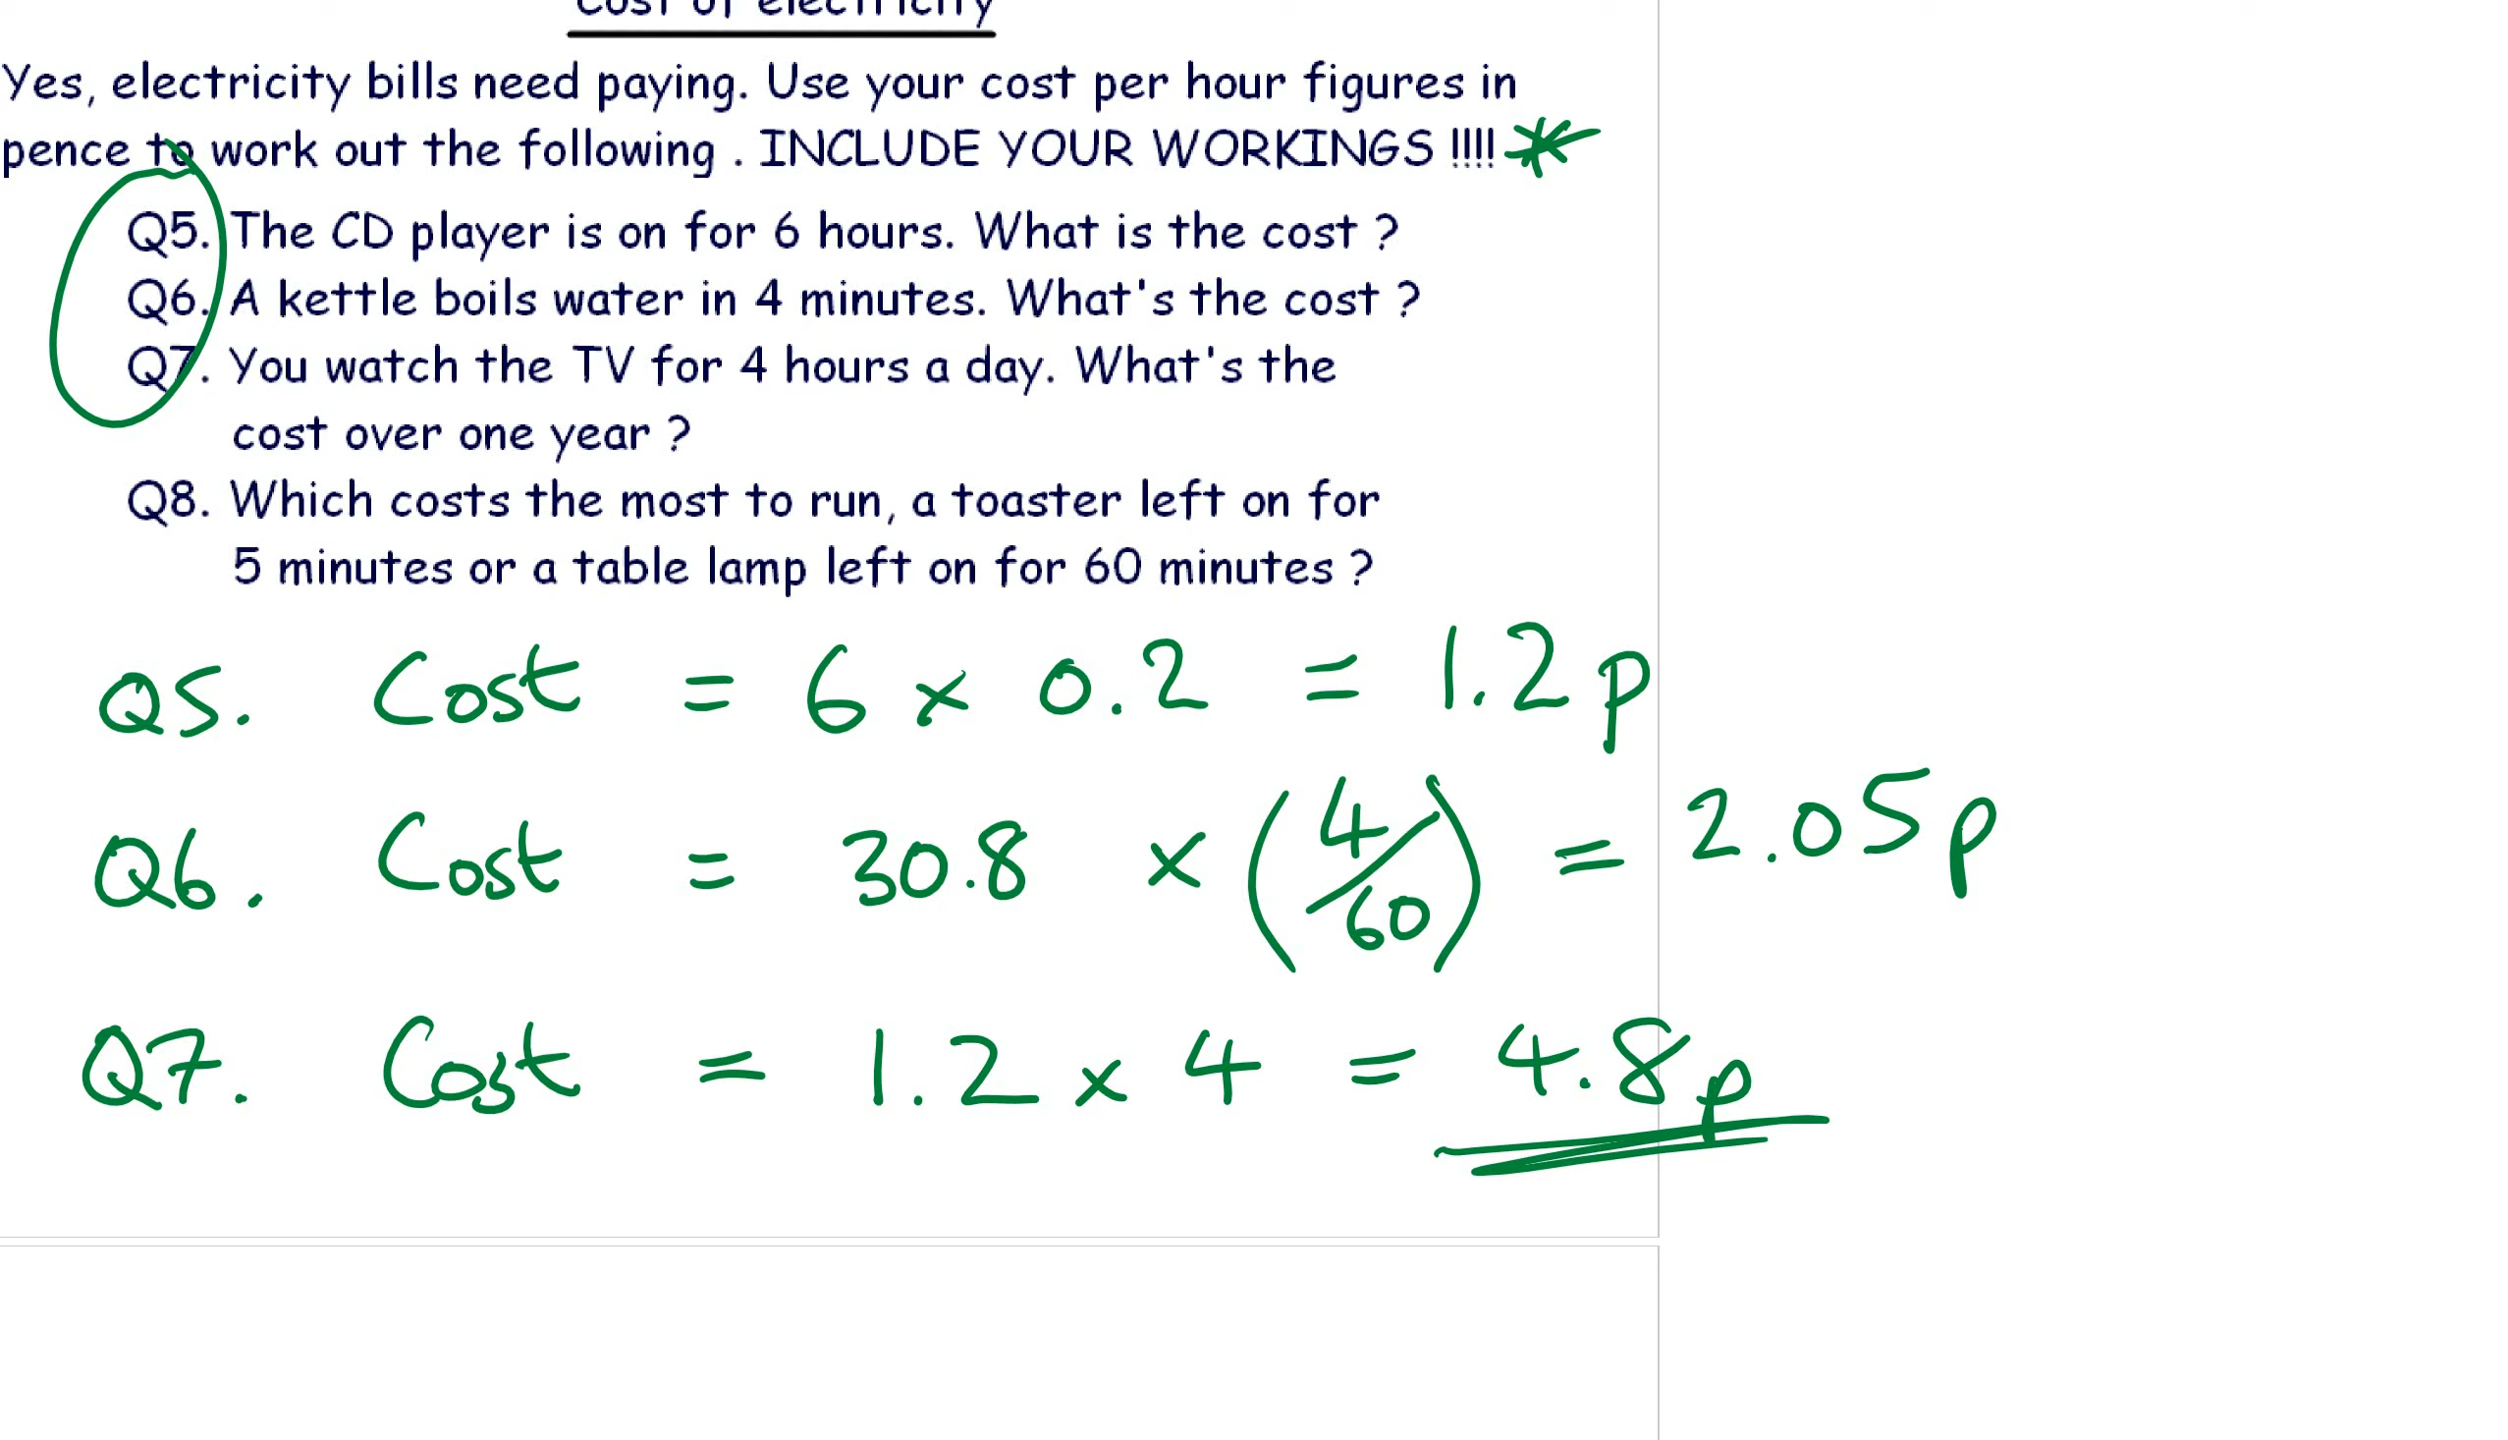 Cost of electricity
Yes, electricity bills need paying. Use your cost per hour figures in
pence to work out the following . INCLUDE YOUR WORKINGS !!!! *
Q5. The CD player is on for 6 hours. What is the cost ?
Q6. A kettle boils water in 4 minutes. What's the cost ?
Q7. You watch the TV for 4 hours a day. What's the
cost over one year ?
Q8. Which costs the most to run, a toaster left on for
5 minutes or a table lamp left on for 60 minutes ?
Q5. Cost = 6 x 0.2 = 1.2p
Q6. Cost = 30.8 x (4/60) = 2.05p
Q7. Cost = 1.2 x 4 = 4.8p